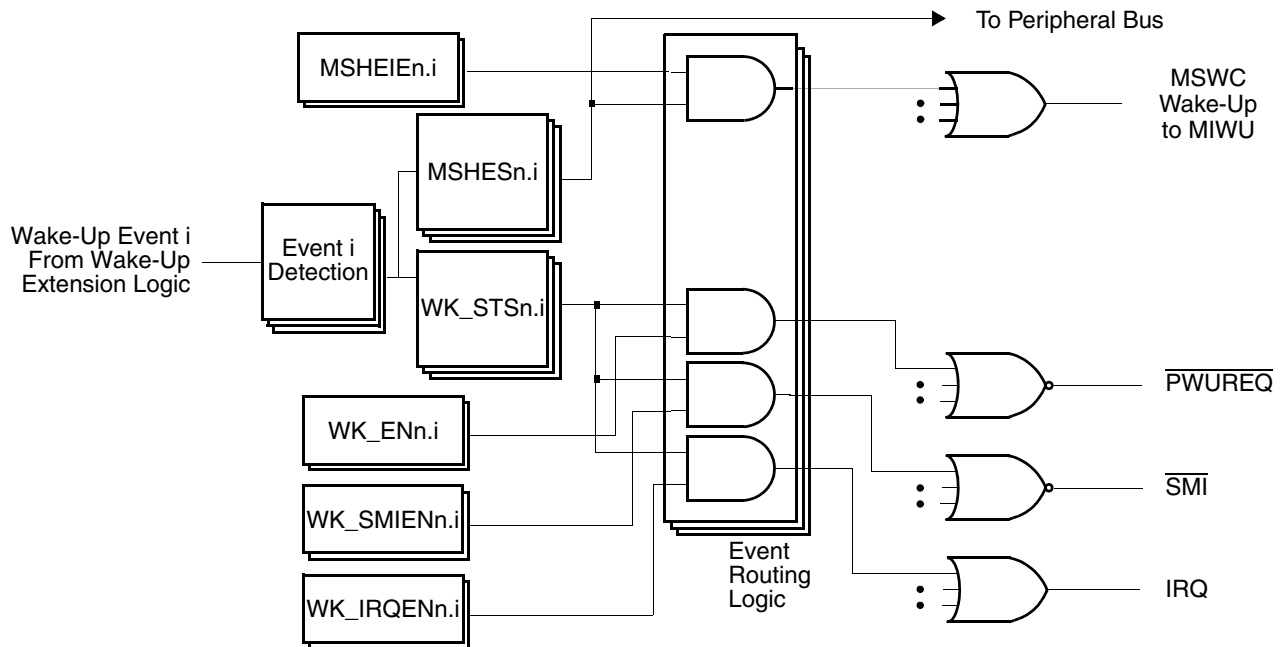 To Peripheral Bus
MSHEIEn.i
MSWC
Wake-Up
to MIWU
MSHESn.i
Wake-Up Event i
From Wake-Up
Extension Logic
Event i
Detection
WK_STSn.i
PWUREQ
WK_ENn.i
SMI
WK_SMIENn.i
Event
Routing
Logic
WK_IRQENn.i
IRQ